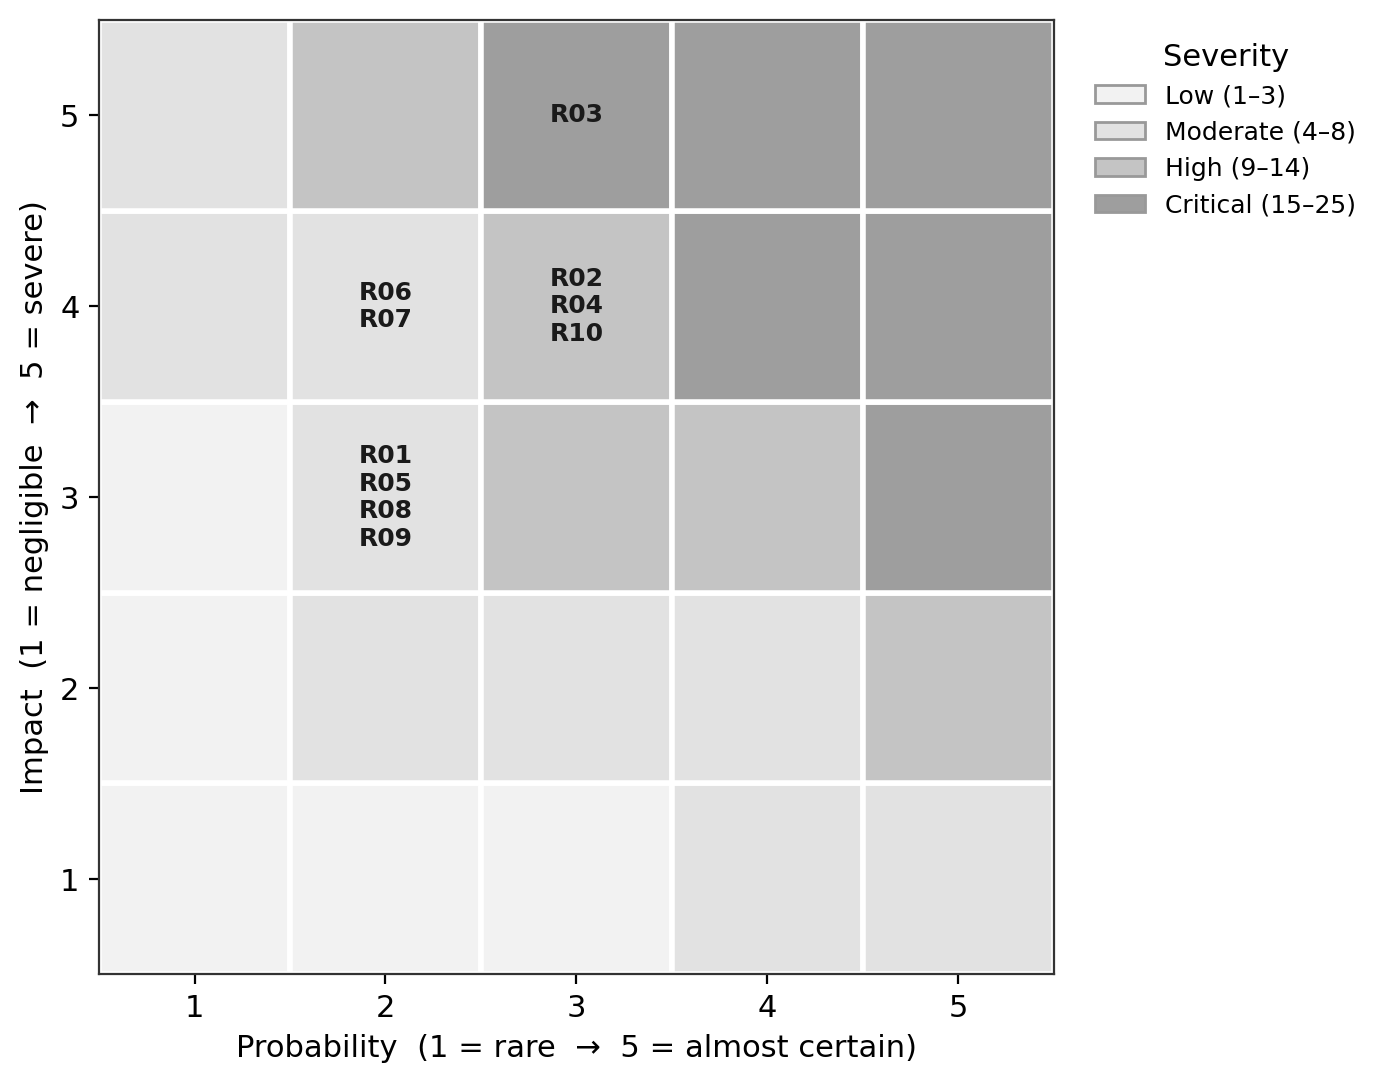 Severity
Low (1–3)
Moderate (4–8)
High (9–14)
Critical (15–25)
Impact  (1 = negligible  →  5 = severe)
5
R03
4
R06
R07
R02
R04
R10
3
R01
R05
R08
R09
2
1
1 2 3 4 5
Probability  (1 = rare  →  5 = almost certain)